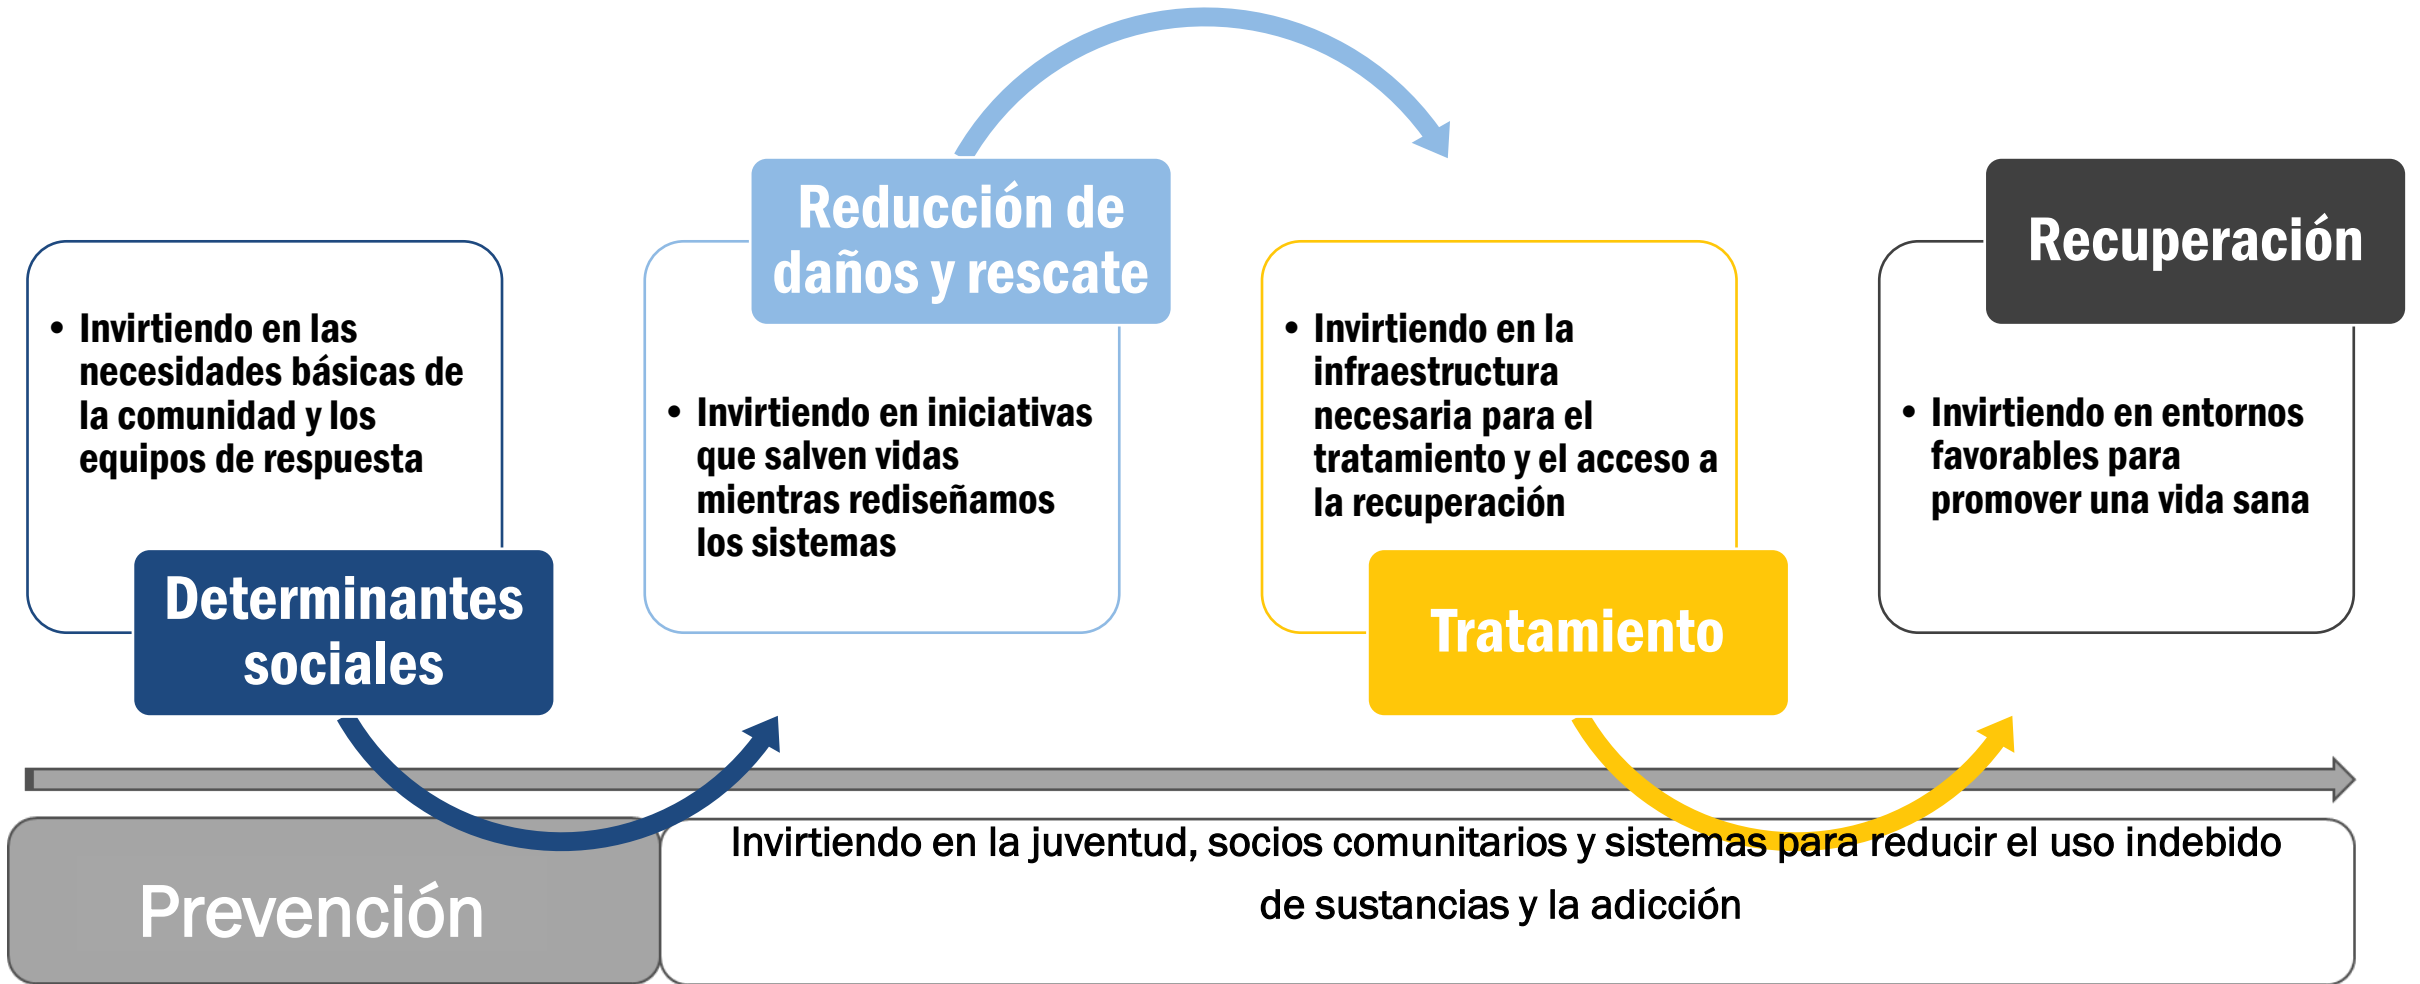 • Invirtiendo en las
necesidades básicas de
la comunidad y los
equipos de respuesta
Determinantes
sociales
Reducción de
daños y rescate
• Invirtiendo en iniciativas
que salven vidas
mientras rediseñamos
los sistemas
• Invirtiendo en la
infraestructura
necesaria para el
tratamiento y el acceso a
la recuperación
Tratamiento
Recuperación
• Invirtiendo en entornos
favorables para
promover una vida sana
Prevención
Invirtiendo en la juventud, socios comunitarios y sistemas para reducir el uso indebido
de sustancias y la adicción